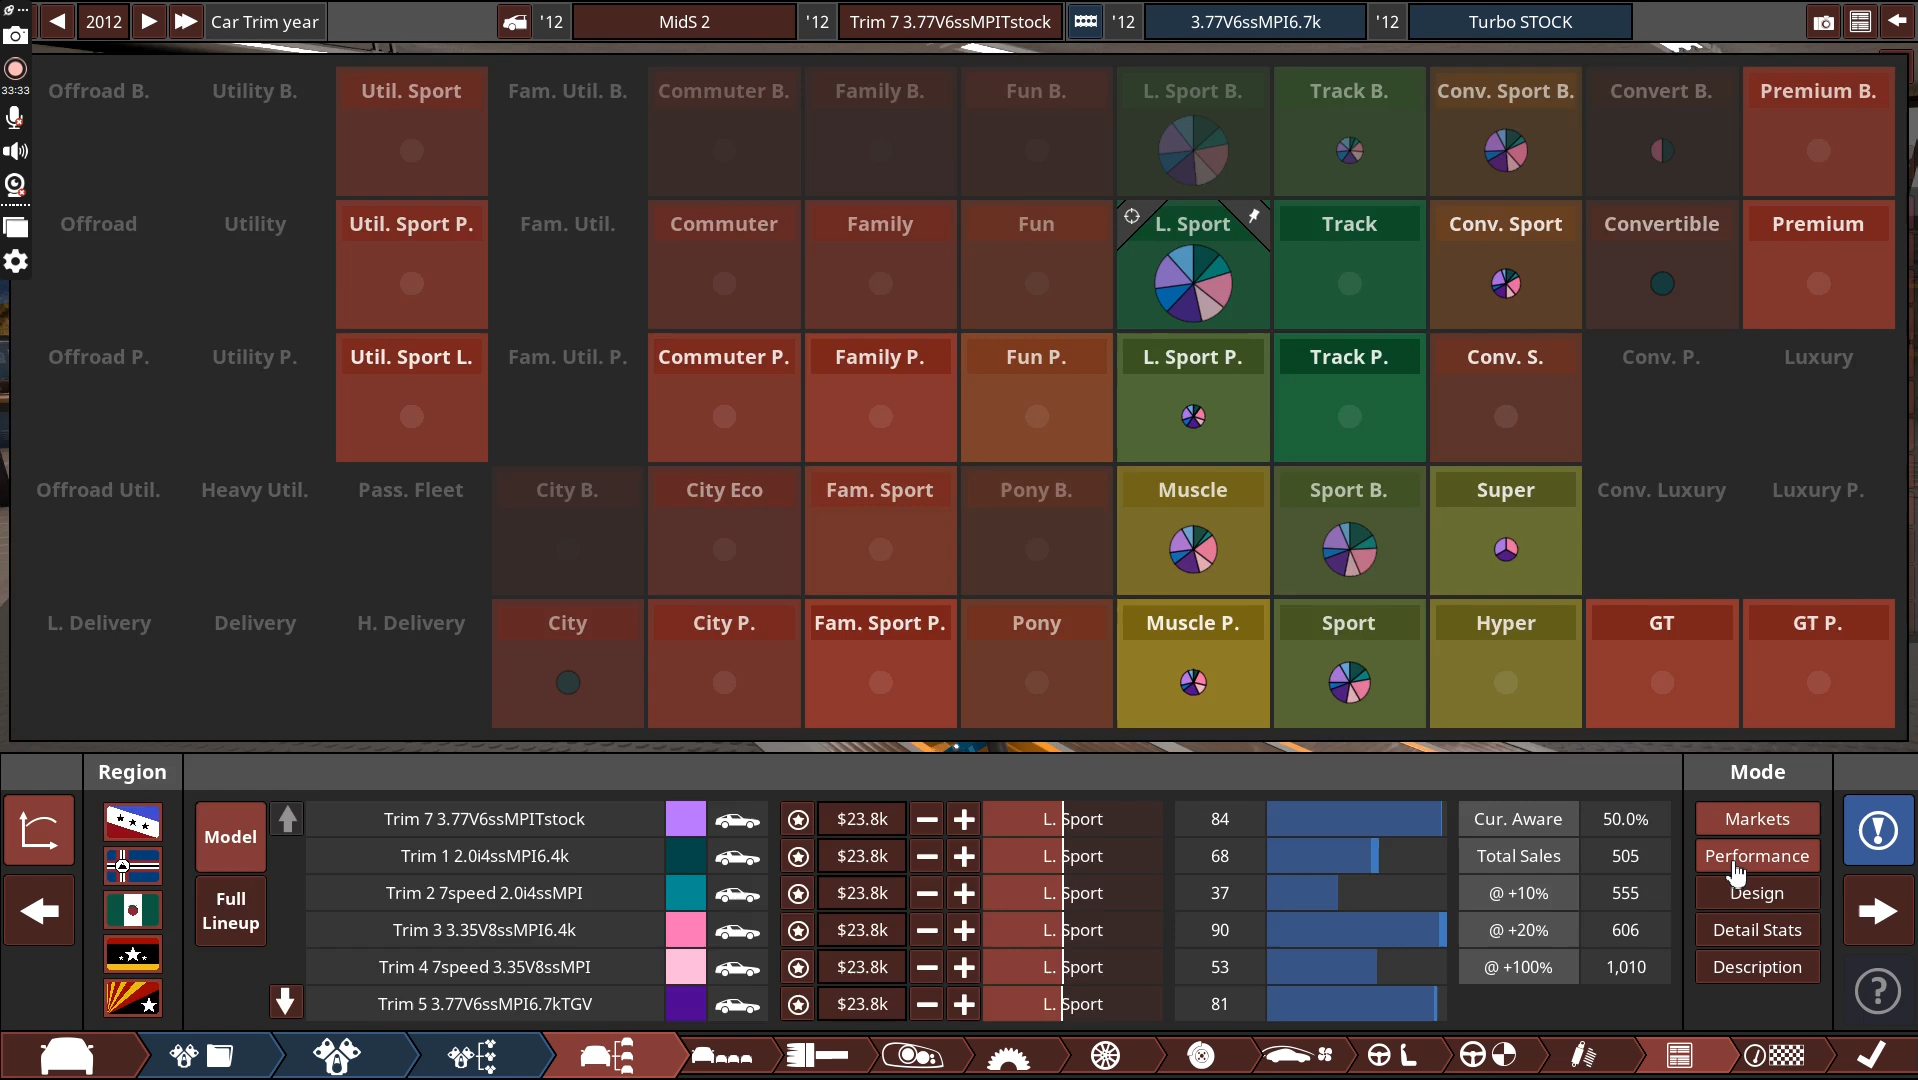 2012 Car Trim year '12 MidS 2 '12 Trim 7 3.77V6ssMPITstock '12 3.77V6ssMPI6.7k '12 Turbo STOCK
33:33
Offroad B. Utility B. Util. Sport Fam. Util. B. Commuter B. Family B. Fun B. L. Sport B. Track B. Conv. Sport B. Convert B. Premium B.
Offroad Utility Util. Sport P. Fam. Util. Commuter Family Fun L. Sport Track Conv. Sport Convertible Premium
Offroad P. Utility P. Util. Sport L. Fam. Util. P. Commuter P. Family P. Fun P. L. Sport P. Track P. Conv. S. Conv. P. Luxury
Offroad Util. Heavy Util. Pass. Fleet City B. City Eco Fam. Sport Pony B. Muscle Sport B. Super Conv. Luxury Luxury P.
L. Delivery Delivery H. Delivery City City P. Fam. Sport P. Pony Muscle P. Sport Hyper GT GT P.
Region Mode
Model
Full
Lineup
Trim 7 3.77V6ssMPITstock $23.8k L. Sport 84 Cur. Aware 50.0% Markets
Trim 1 2.0i4ssMPI6.4k $23.8k L. Sport 68 Total Sales 505 Performance
Trim 2 7speed 2.0i4ssMPI $23.8k L. Sport 37 @ +10% 555 Design
Trim 3 3.35V8ssMPI6.4k $23.8k L. Sport 90 @ +20% 606 Detail Stats
Trim 4 7speed 3.35V8ssMPI $23.8k L. Sport 53 @ +100% 1,010 Description
Trim 5 3.77V6ssMPI6.7kTGV $23.8k L. Sport 81